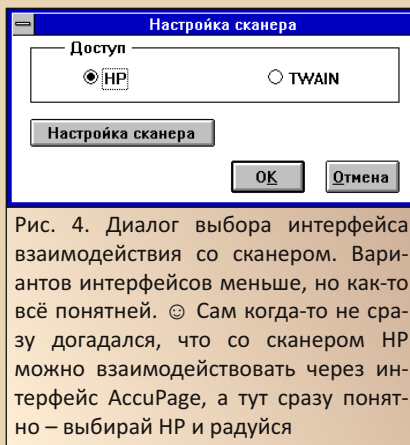 Настройка сканера
Доступ
HP
TWAIN
Настройка сканера
OK
Отмена
Рис. 4. Диалог выбора интерфейса
взаимодействия со сканером. Вари-
антов интерфейсов меньше, но как-то
всё понятней. ☺ Сам когда-то не сра-
зу догадался, что со сканером HP
можно взаимодействовать через ин-
терфейс AccuPage, а тут сразу понят-
но – выбирай HP и радуйся